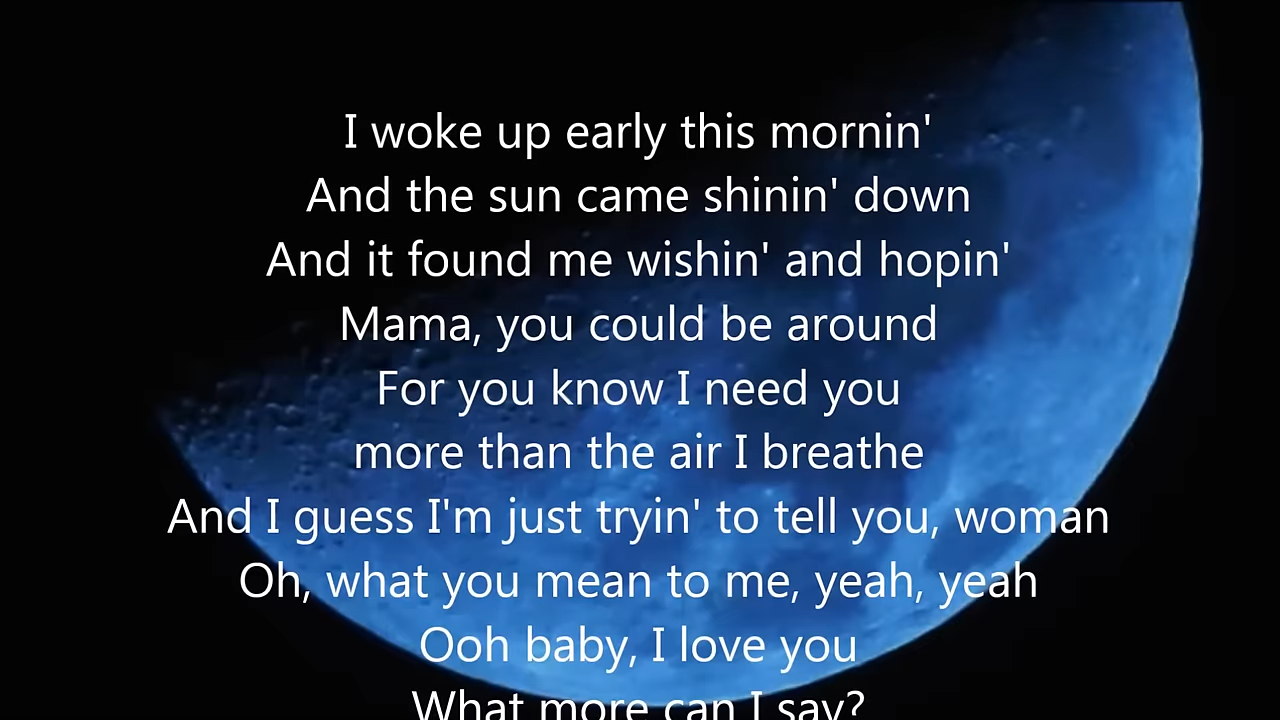 I woke up early this mornin'
And the sun came shinin' down
And it found me wishin' and hopin'
Mama, you could be around
For you know I need you
more than the air I breathe
And I guess I'm just tryin' to tell you, woman
Oh, what you mean to me, yeah, yeah
Ooh baby, I love you
What more can I say?